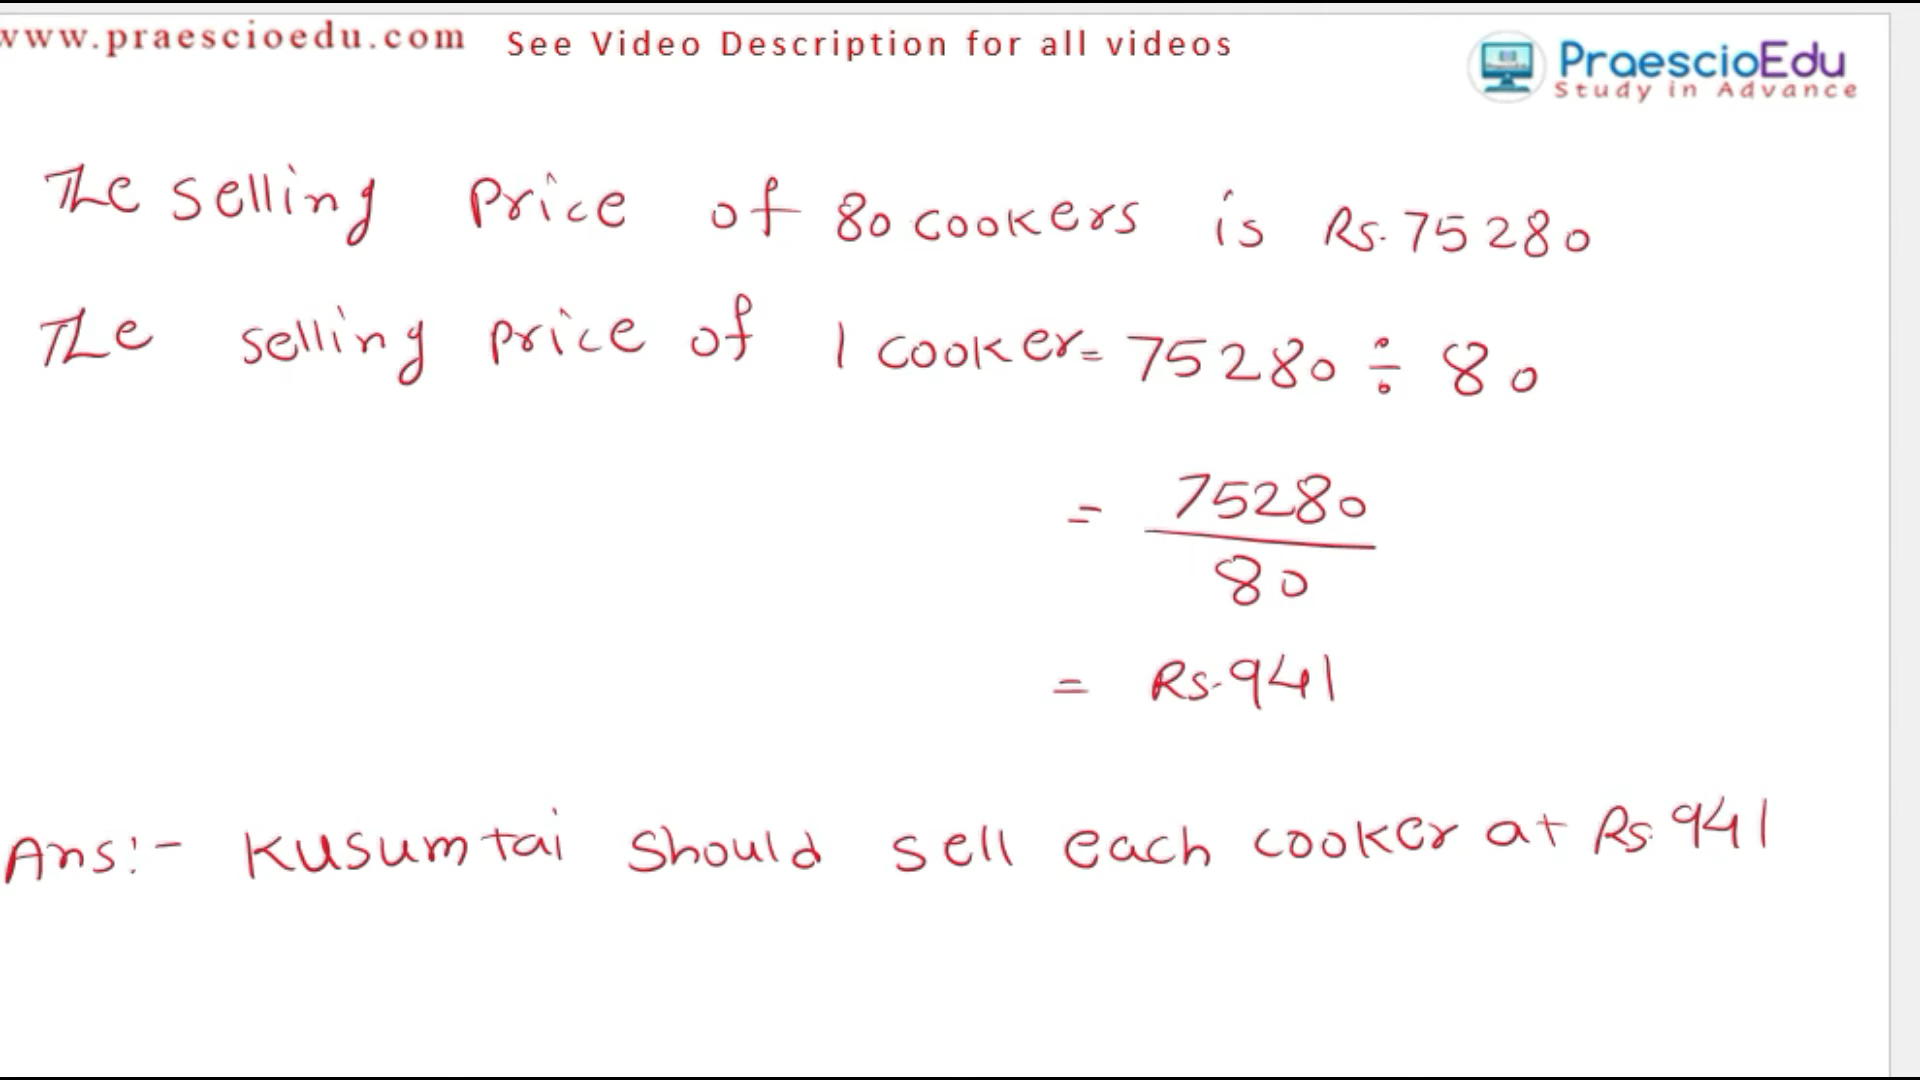 www.praescioedu.com See Video Description for all videos
PraescioEdu
Study in Advance
The selling price of 80 cookers is Rs. 75280
The selling price of 1 cooker = 75280 ÷ 80
= 75280
80
= Rs. 941
Ans:- Kusumtai should sell each cooker at Rs. 941